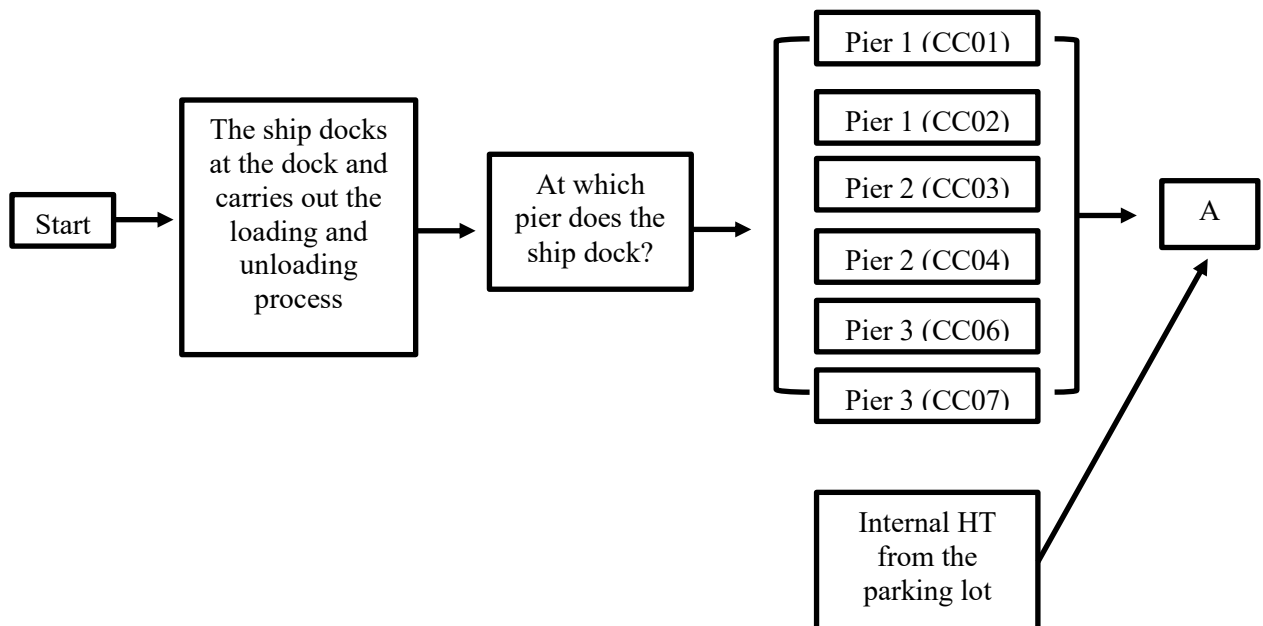 Start
The ship docks
at the dock and
carries out the
loading and
unloading
process
At which
pier does the
ship dock?
Pier 1 (CC01)
Pier 1 (CC02)
Pier 2 (CC03)
Pier 2 (CC04)
Pier 3 (CC06)
Pier 3 (CC07)
A
Internal HT
from the
parking lot